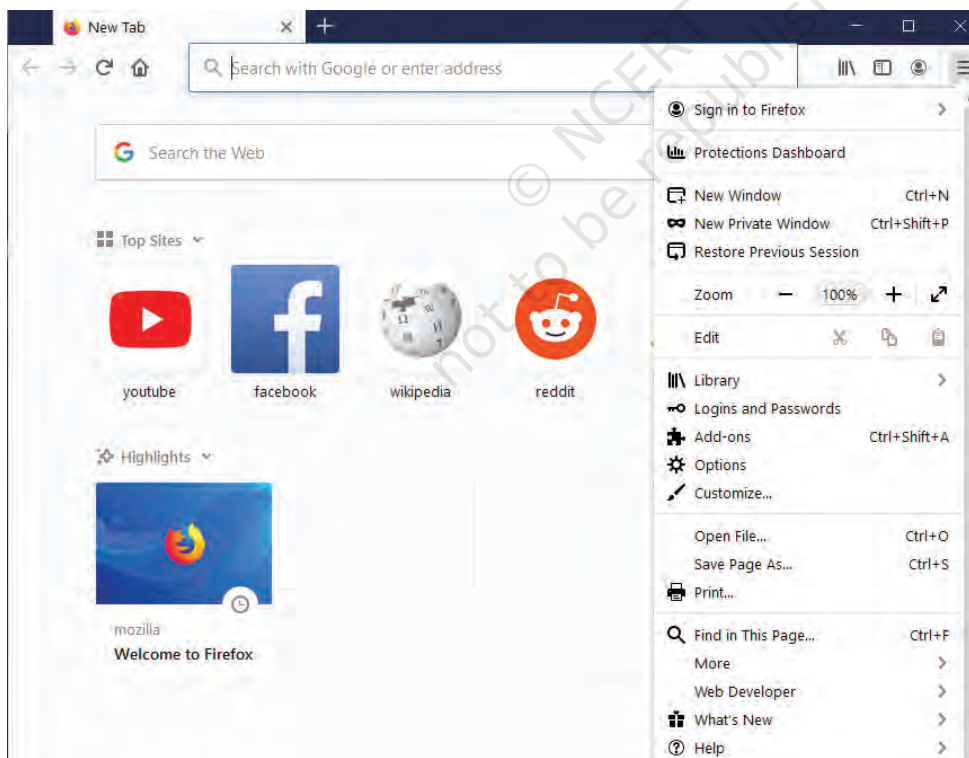 New Tab
Search with Google or enter address
Sign in to Firefox
Protections Dashboard
New Window Ctrl+N
New Private Window Ctrl+Shift+P
Restore Previous Session
Zoom 100%
Edit
Library
Logins and Passwords
Add-ons Ctrl+Shift+A
Options
Customize...
Open File... Ctrl+O
Save Page As... Ctrl+S
Print...
Find in This Page... Ctrl+F
More
Web Developer
What's New
Help
Search the Web
Top Sites
youtube facebook wikipedia reddit
Highlights
mozilla
Welcome to Firefox
© NCERT
not to be republis